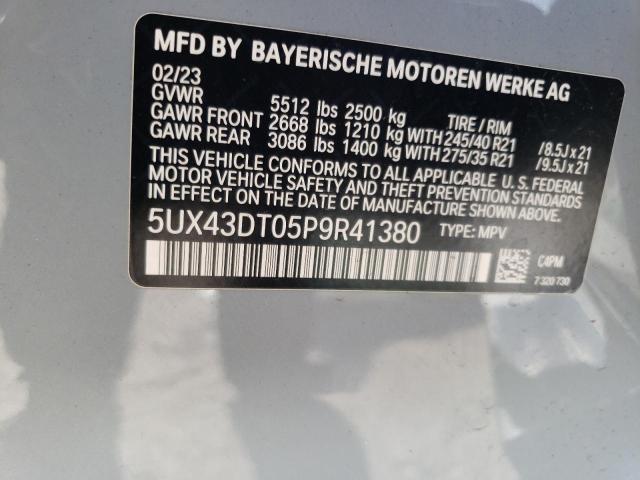 MFD BY BAYERISCHE MOTOREN WERKE AG
02/23
GVWR 5512 lbs 2500 kg TIRE / RIM
GAWR FRONT 2668 lbs 1210 kg WITH 245/40 R21 /8.5J x 21
GAWR REAR 3086 lbs 1400 kg WITH 275/35 R21 /9.5J x 21
THIS VEHICLE CONFORMS TO ALL APPLICABLE U.S. FEDERAL
MOTOR VEHICLE SAFETY AND THEFT PREVENTION STANDARDS
IN EFFECT ON THE DATE OF MANUFACTURE SHOWN ABOVE.
5UX43DT05P9R41380 TYPE: MPV
C4PM
7 320 730